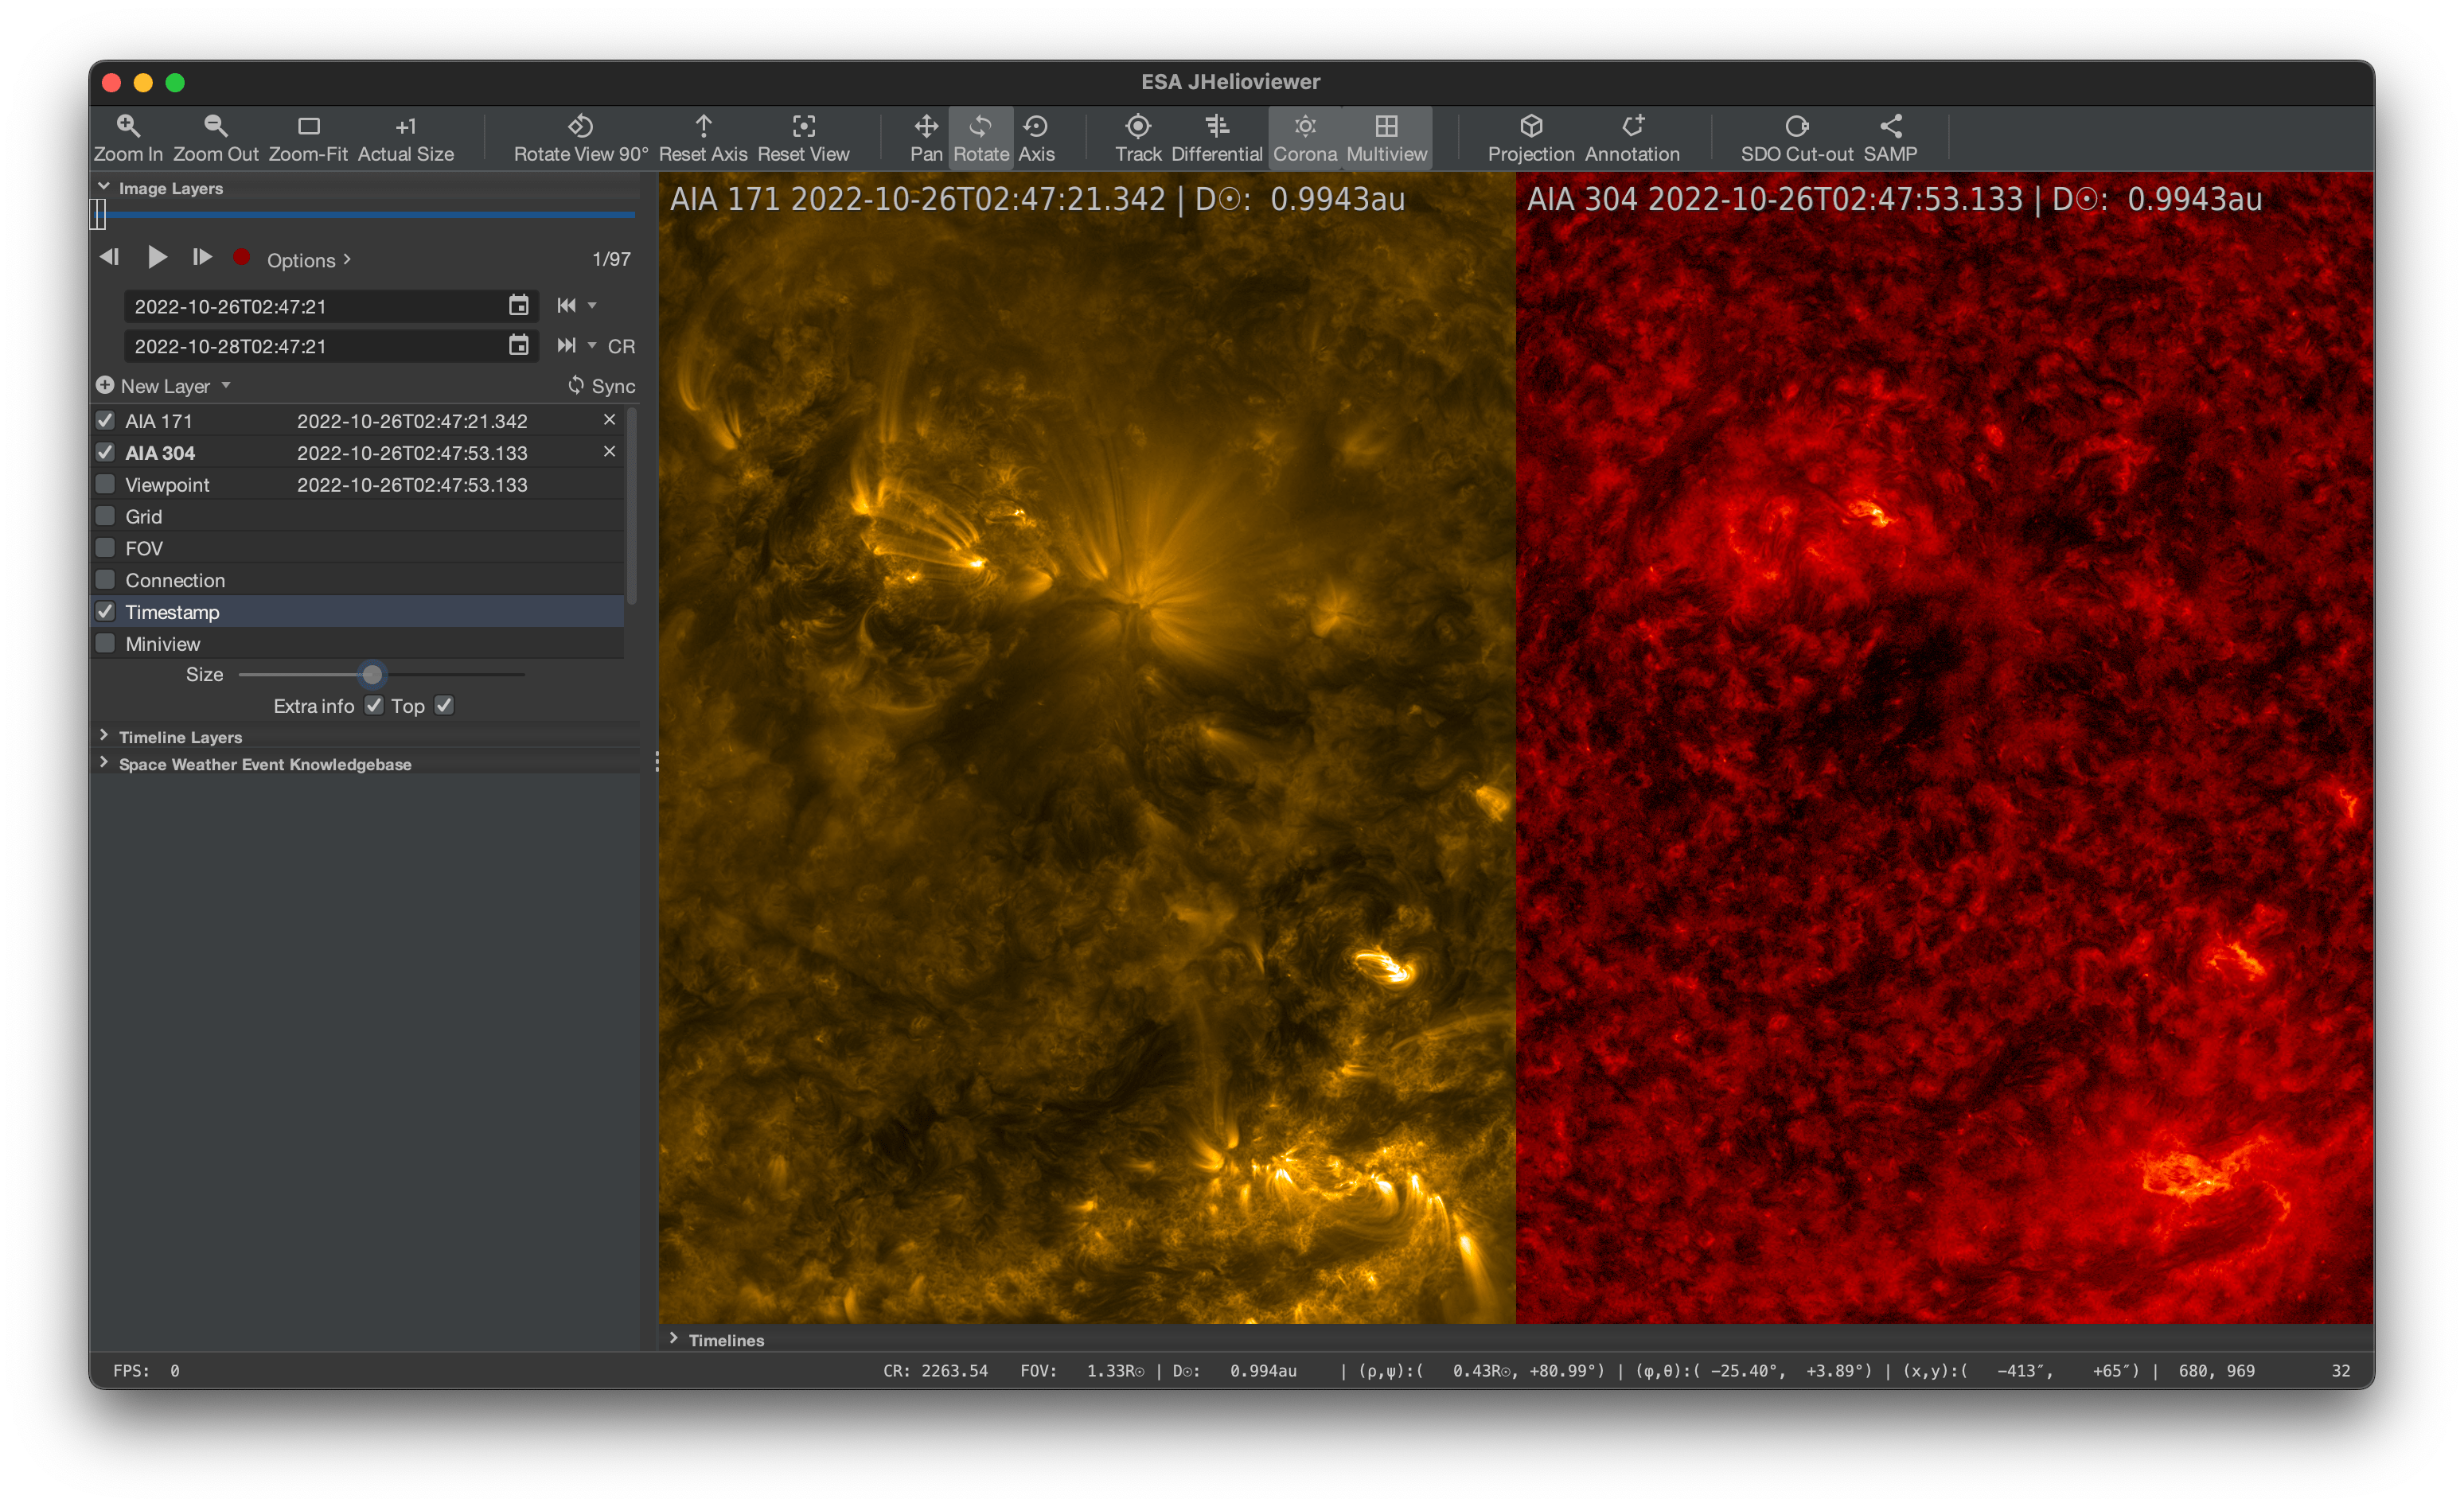 ESA JHelioviewer
Zoom In Zoom Out Zoom-Fit Actual Size Rotate View 90° Reset Axis Reset View Pan Rotate Axis Track Differential Corona Multiview Projection Annotation SDO Cut-out SAMP
+1
Image Layers
Options > 1/97
2022-10-26T02:47:21
2022-10-28T02:47:21 CR
New Layer Sync
AIA 171 2022-10-26T02:47:21.342
AIA 304 2022-10-26T02:47:53.133
Viewpoint 2022-10-26T02:47:53.133
Grid
FOV
Connection
Timestamp
Miniview
Size
Extra info Top
Timeline Layers
Space Weather Event Knowledgebase
AIA 171 2022-10-26T02:47:21.342 | D☉: 0.9943au
AIA 304 2022-10-26T02:47:53.133 | D☉: 0.9943au
Timelines
FPS: 0 CR: 2263.54 FOV: 1.33R☉ | D☉: 0.994au | (ρ,ψ):( 0.43R☉, +80.99°) | (φ,θ):( −25.40°, +3.89°) | (x,y):( −413″, +65″) | 680, 969 32